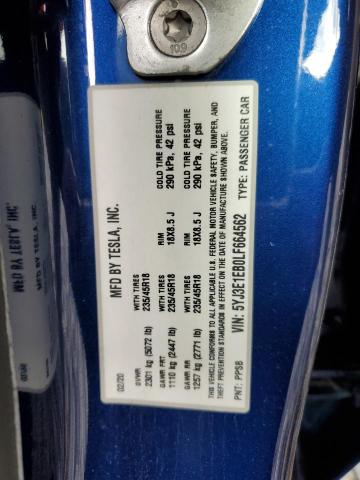 10.9
MFD BY TESLA, INC.
02/20
MFD BY TESLA, INC.
GVWR WITH TIRES RIM COLD TIRE PRESSURE
2301 kg (5072 lb) 235/45R18 18X8.5 J 290 kPa, 42 psi
GAWR FRT WITH TIRES RIM COLD TIRE PRESSURE
1110 kg (2447 lb) 235/45R18 18X8.5 J 290 kPa, 42 psi
GAWR RR WITH TIRES RIM COLD TIRE PRESSURE
1257 kg (2771 lb) 235/45R18 18X8.5 J 290 kPa, 42 psi
THIS VEHICLE CONFORMS TO ALL APPLICABLE U.S. FEDERAL MOTOR VEHICLE SAFETY, BUMPER, AND
THEFT PREVENTION STANDARDS IN EFFECT ON THE DATE OF MANUFACTURE SHOWN ABOVE.
VIN: 5YJ3E1EB0LF664562 TYPE: PASSENGER CAR
PNT: PPSB